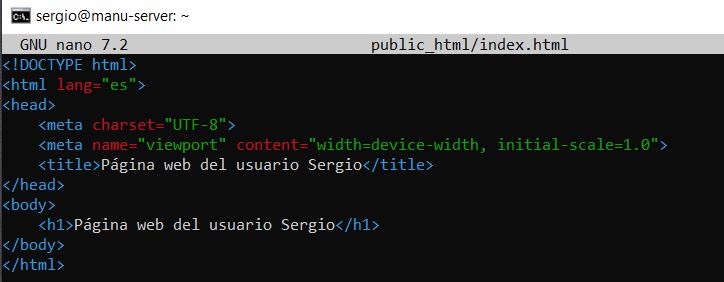 sergio@manu-server: ~
GNU nano 7.2 public_html/index.html
<!DOCTYPE html>
<html lang="es">
<head>
    <meta charset="UTF-8">
    <meta name="viewport" content="width=device-width, initial-scale=1.0">
    <title>Página web del usuario Sergio</title>
</head>
<body>
    <h1>Página web del usuario Sergio</h1>
</body>
</html>